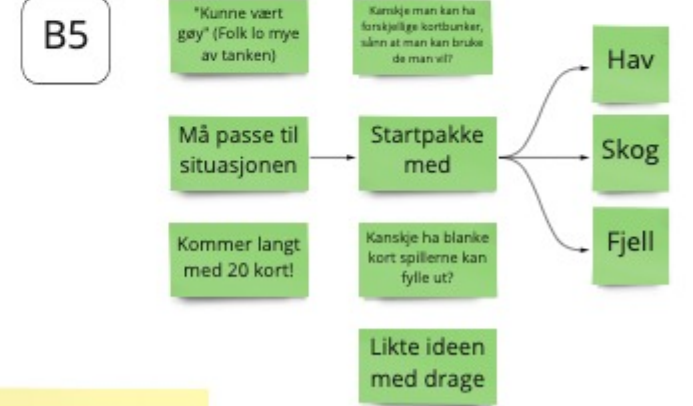 B5
"Kunne vært
gøy" (Folk lo mye
av tanken)
Kanskje man kan ha
forskjellige kortbunker,
sånn at man kan bruke
de man vil?
Må passe til
situasjonen
Startpakke
med
Hav
Skog
Fjell
Kommer langt
med 20 kort!
Kanskje ha blanke
kort spillerne kan
fylle ut?
Likte ideen
med drage